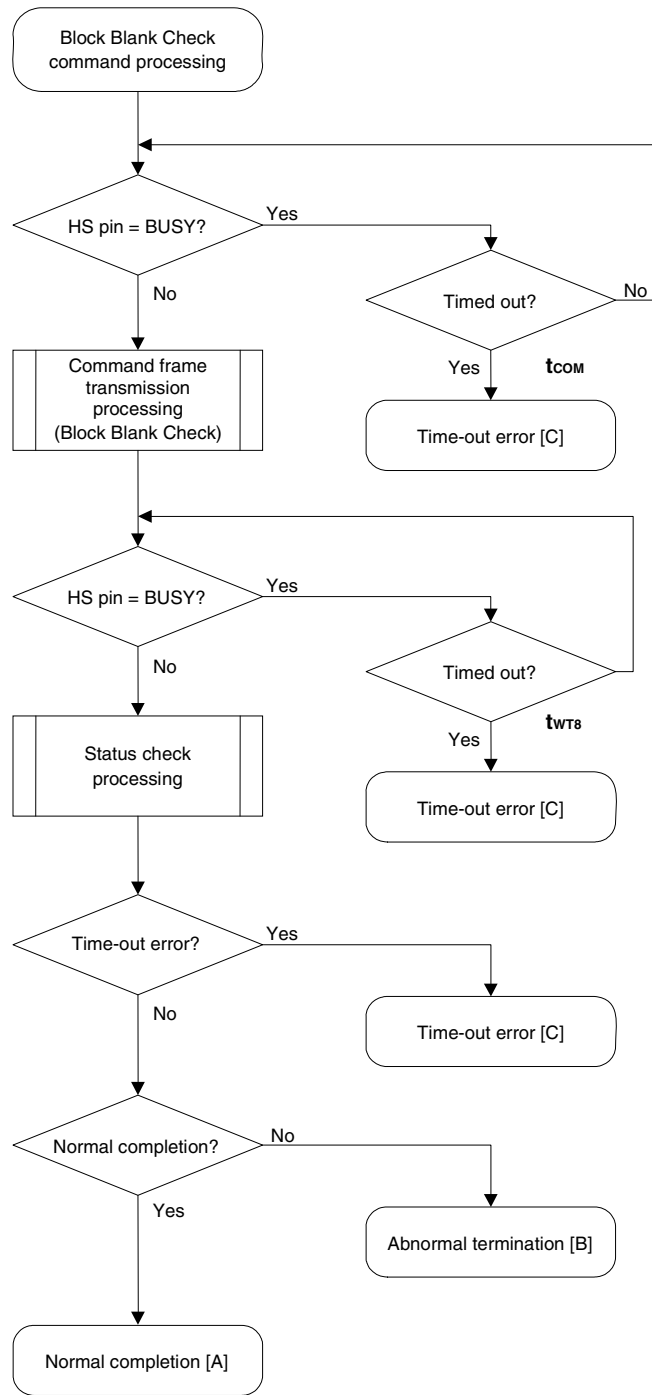 Block Blank Check
command processing
HS pin = BUSY?
Yes
No
Timed out?
No
Yes
tCOM
Command frame
transmission
processing
(Block Blank Check)
Time-out error [C]
HS pin = BUSY?
Yes
No
Timed out?
Yes
tWT8
Status check
processing
Time-out error [C]
Time-out error?
Yes
No
Time-out error [C]
Normal completion?
No
Yes
Abnormal termination [B]
Normal completion [A]